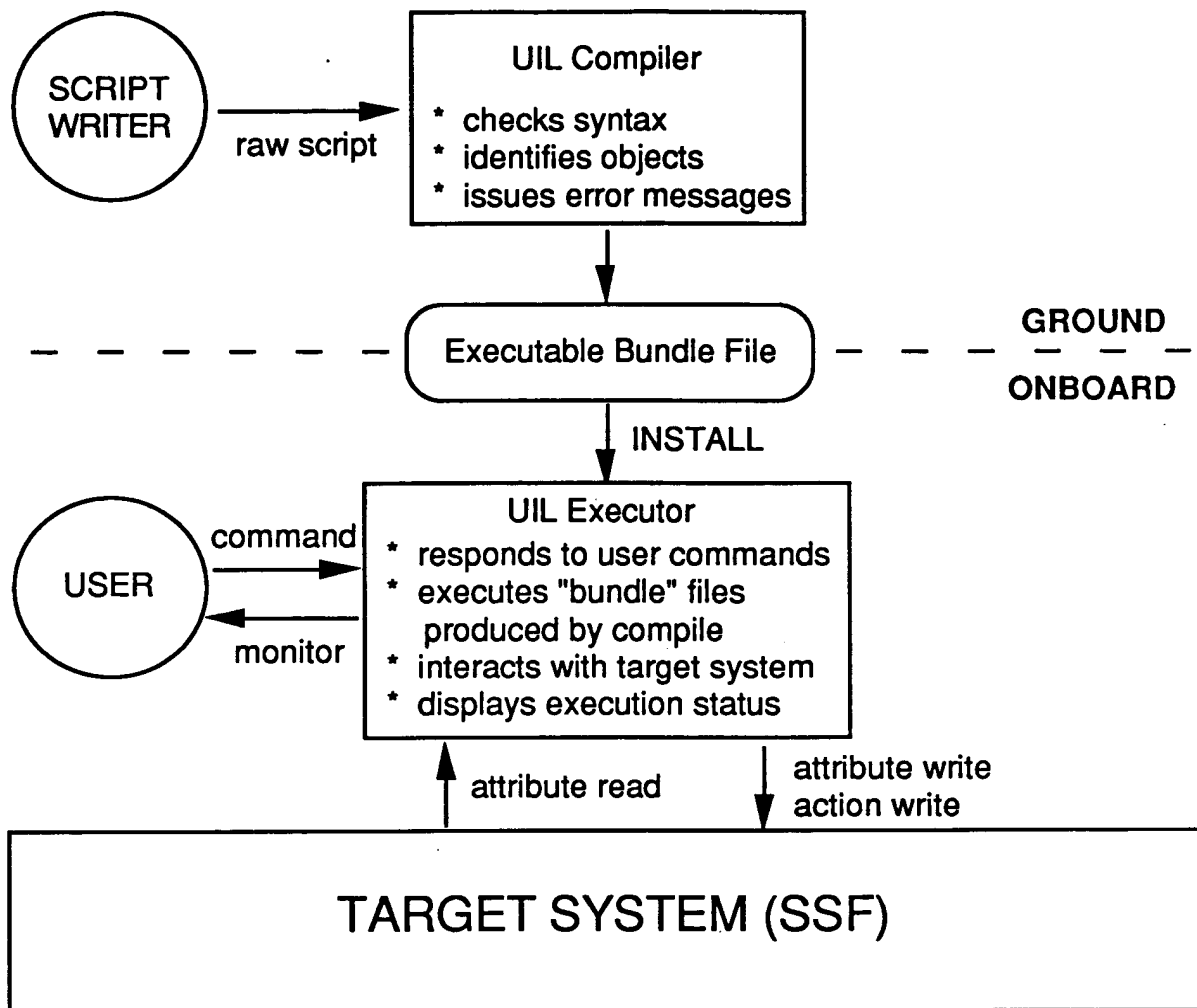 SCRIPT
WRITER
raw script
UIL Compiler
* checks syntax
* identifies objects
* issues error messages
GROUND
Executable Bundle File
ONBOARD
INSTALL
USER
command
monitor
UIL Executor
* responds to user commands
* executes "bundle" files
produced by compile
* interacts with target system
* displays execution status
attribute read
attribute write
action write
TARGET SYSTEM (SSF)